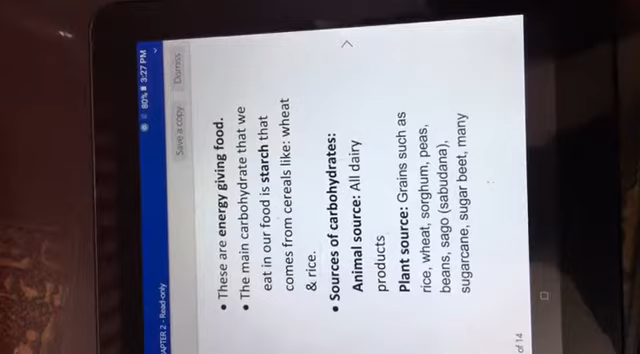 80% 3:27 PM
APTER 2 - Read-only
Save a copy Dismiss
• These are energy giving food.
• The main carbohydrate that we
eat in our food is starch that
comes from cereals like: wheat
& rice.
• Sources of carbohydrates:
Animal source: All dairy
products
Plant source: Grains such as
rice, wheat, sorghum, peas,
beans, sago (sabudana),
sugarcane, sugar beet, many
of 14